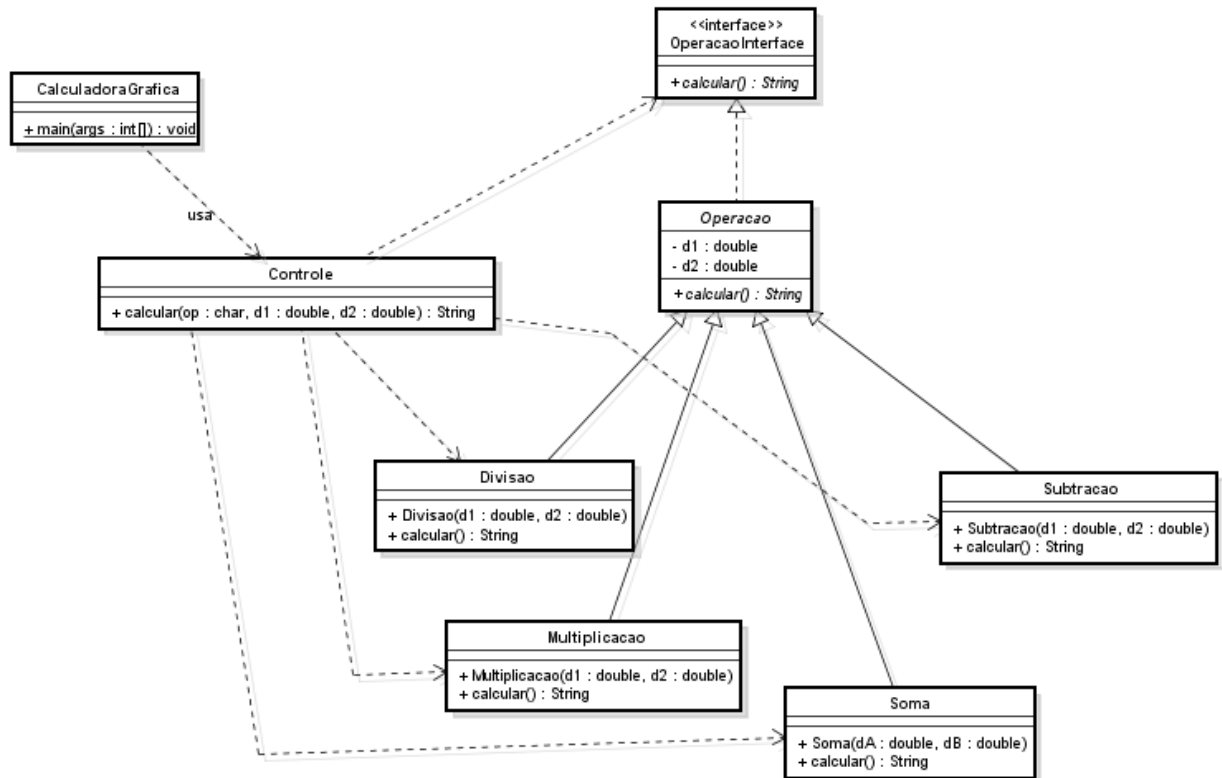 <<interface>>
OperacaoInterface
+ calcular() : String
CalculadoraGrafica
+ main(args : int[]) : void
usa
Operacao
- d1 : double
- d2 : double
+ calcular() : String
Controle
+ calcular(op : char, d1 : double, d2 : double) : String
Divisao
+ Divisao(d1 : double, d2 : double)
+ calcular() : String
Subtracao
+ Subtracao(d1 : double, d2 : double)
+ calcular() : String
Multiplicacao
+ Multiplicacao(d1 : double, d2 : double)
+ calcular() : String
Soma
+ Soma(dA : double, dB : double)
+ calcular() : String